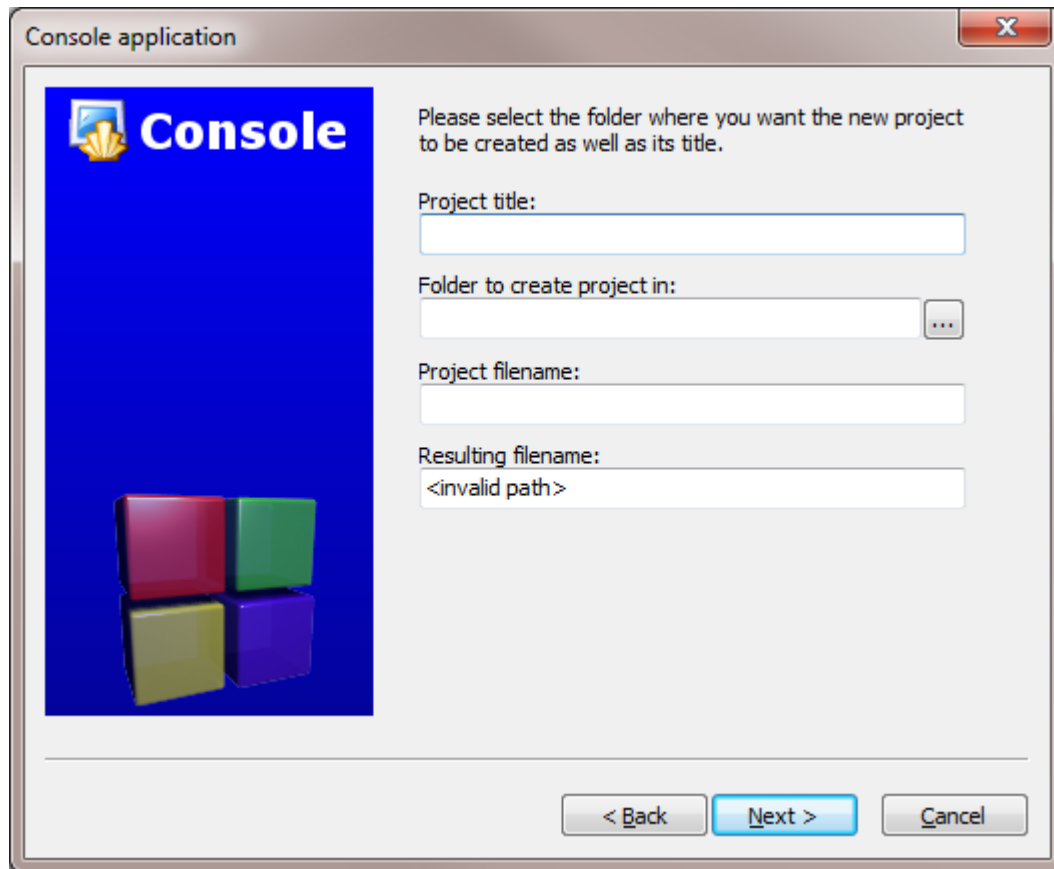 Console application
Console
Please select the folder where you want the new project
to be created as well as its title.
Project title:
Folder to create project in:
...
Project filename:
Resulting filename:
<invalid path>
< Back
Next >
Cancel